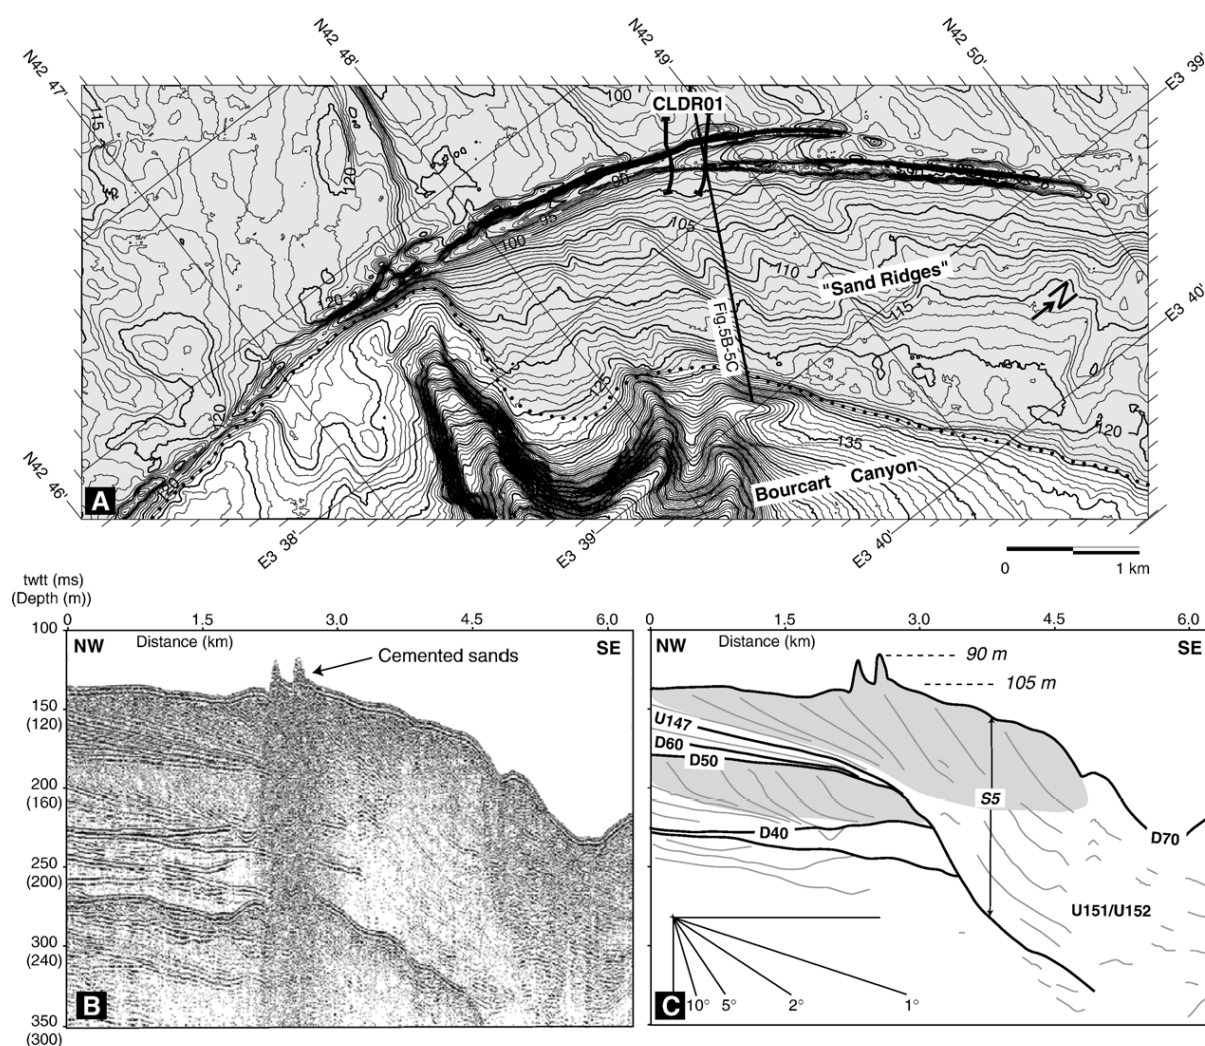 N42 47'
N42 48'
N42 49'
N42 50'
E3 39'
100
CLDR01
115
120
90
95
100
105
110
"Sand Ridges"
115
N
E3 40'
Fig.5B-5C
120
125
120
120
135
120
Bourcart Canyon
N42 46'
A
E3 38'
E3 39'
E3 40'
0 1 km
twtt (ms)
(Depth (m))
0 1.5 3.0 4.5 6.0
100
NW Distance (km) SE
Cemented sands
150
(120)
200
(160)
250
(200)
300
(240)
350
(300)
B
0 1.5 3.0 4.5 6.0
NW Distance (km) SE
90 m
105 m
U147
D60
D50
S5
D40
D70
U151/U152
10° 5° 2° 1°
C